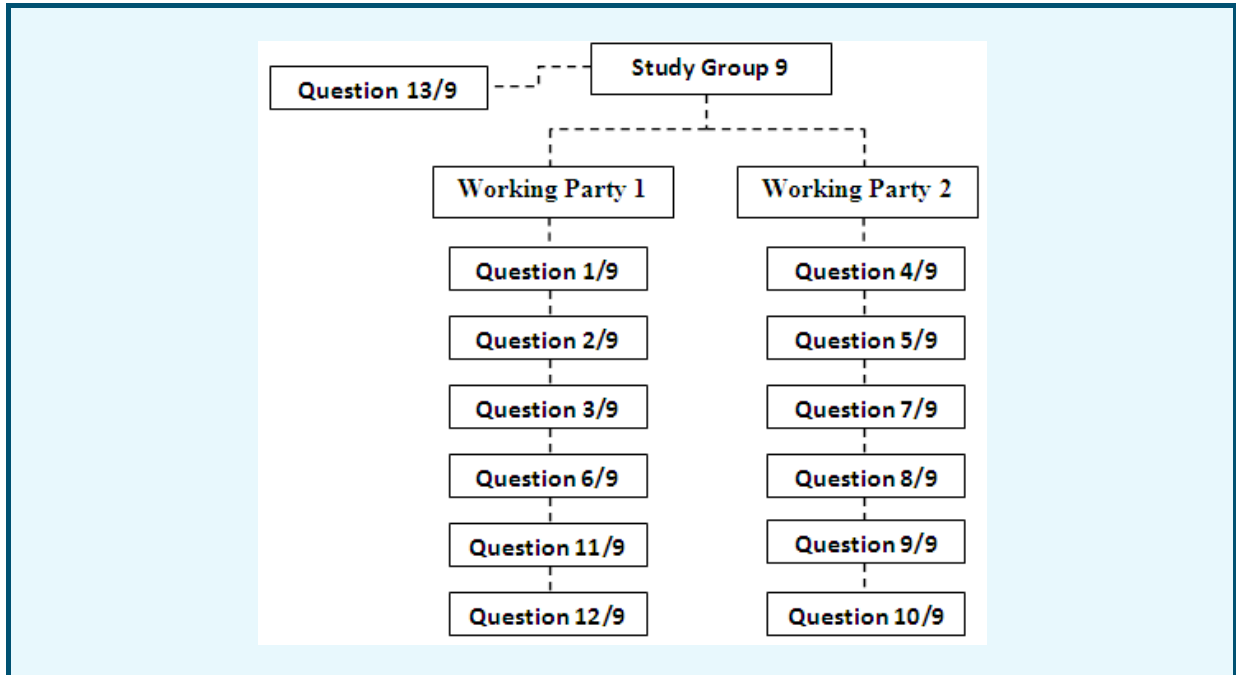 Study Group 9
Question 13/9
Working Party 1
Working Party 2
Question 1/9
Question 4/9
Question 2/9
Question 5/9
Question 3/9
Question 7/9
Question 6/9
Question 8/9
Question 11/9
Question 9/9
Question 12/9
Question 10/9